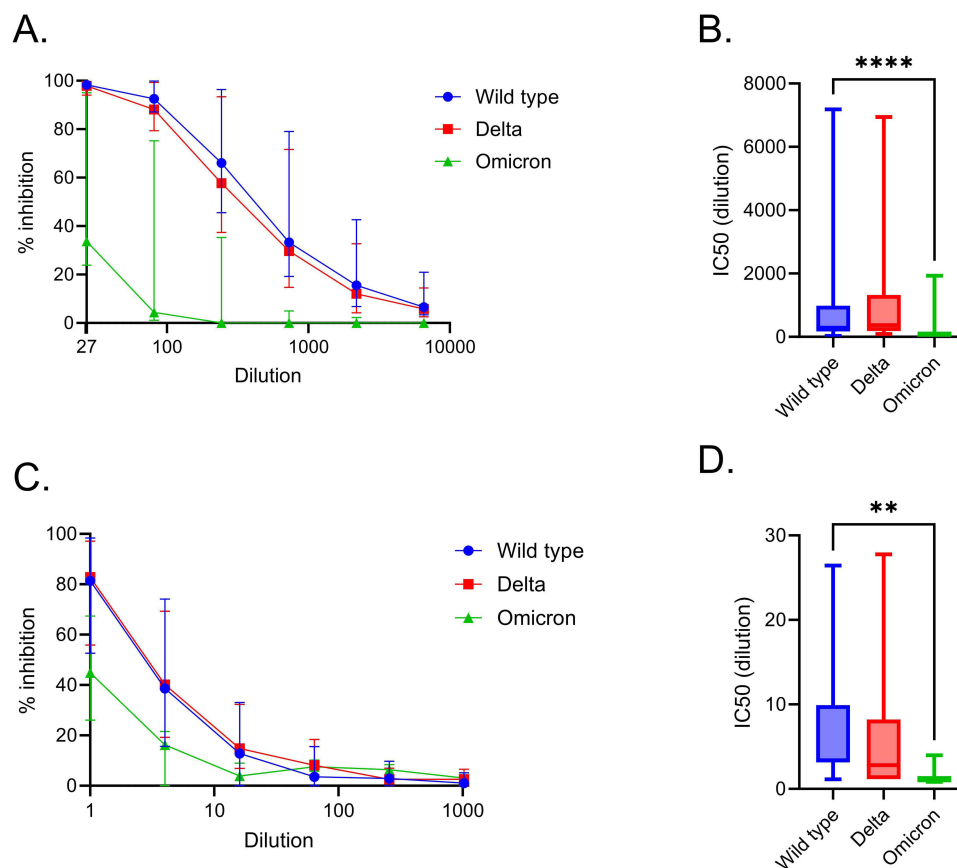 A.
% inhibition
100
80
60
40
20
0
27
100
1000
10000
Dilution
Wild type
Delta
Omicron
B.
****
IC50 (dilution)
8000
6000
4000
2000
0
Wild type
Delta
Omicron
C.
% inhibition
100
80
60
40
20
0
1
10
100
1000
Dilution
Wild type
Delta
Omicron
D.
**
IC50 (dilution)
30
20
10
0
Wild type
Delta
Omicron